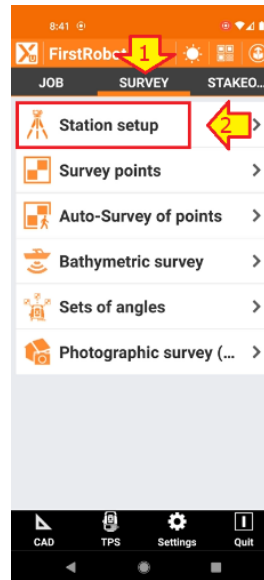 8:41
FirstRobot
1
JOB SURVEY STAKEO...
Station setup
2
Survey points
Auto-Survey of points
Bathymetric survey
Sets of angles
Photographic survey (...
CAD TPS Settings Quit